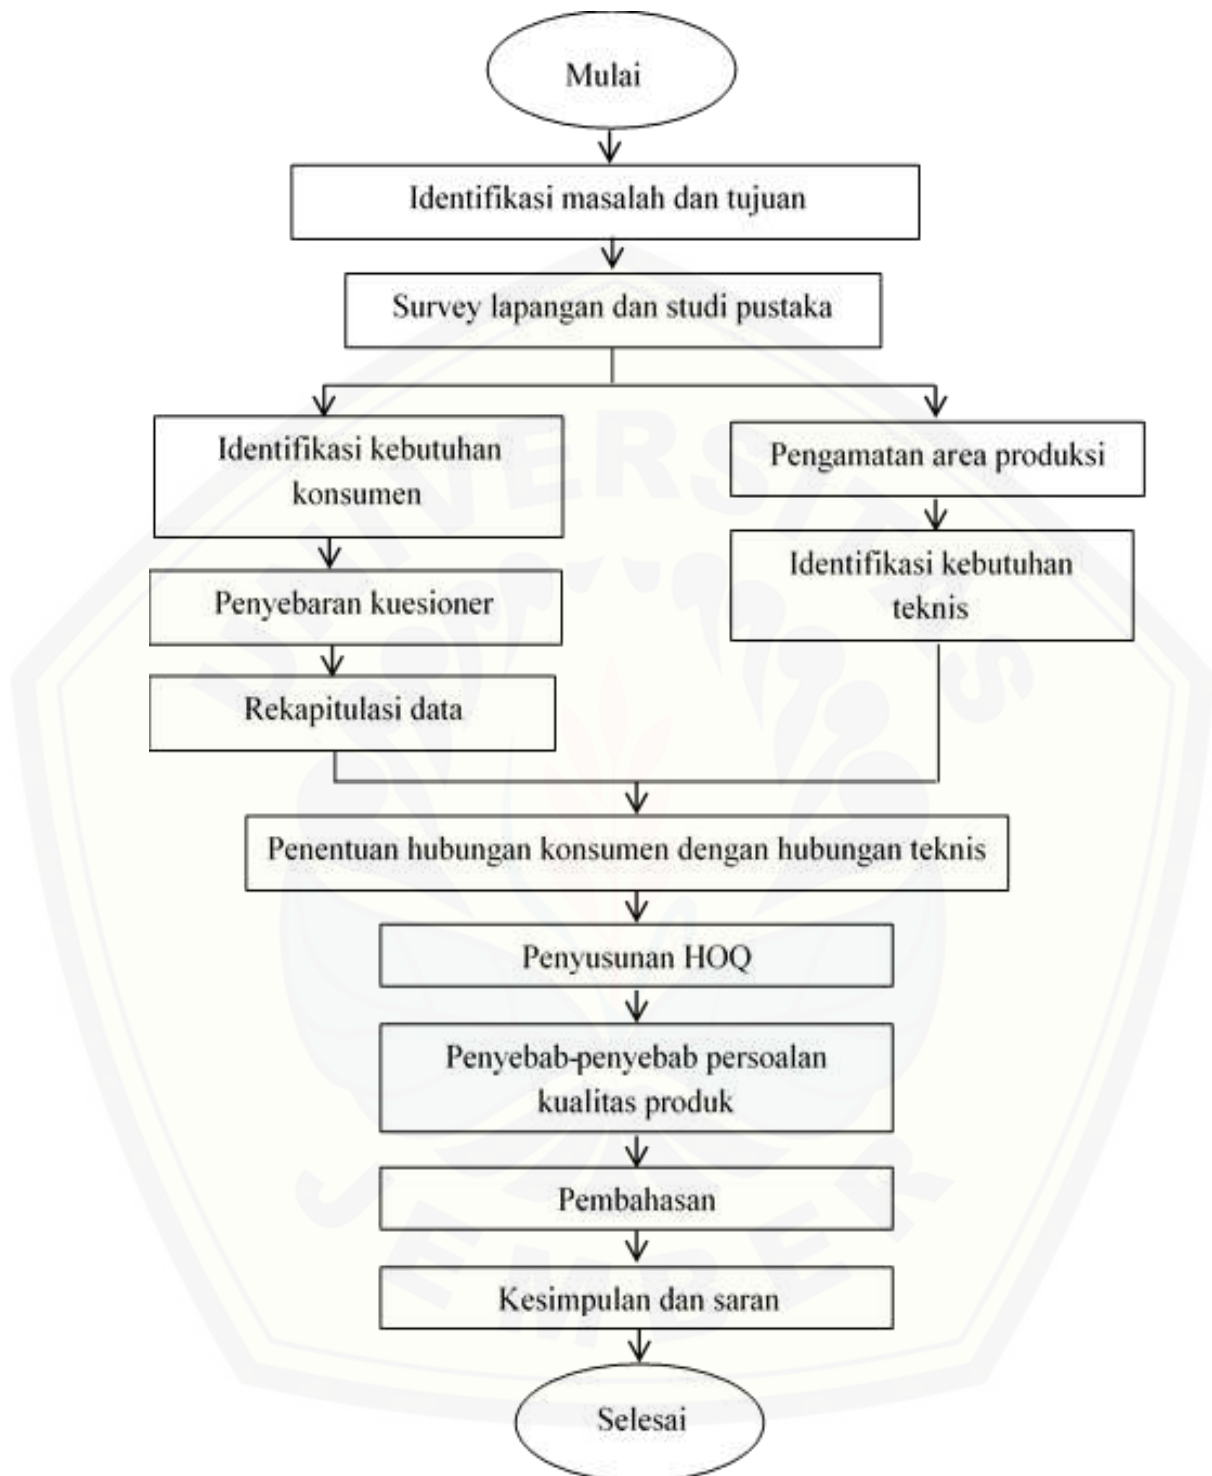 Mulai
Identifikasi masalah dan tujuan
Survey lapangan dan studi pustaka
Identifikasi kebutuhan
konsumen
Penyebaran kuesioner
Rekapitulasi data
Pengamatan area produksi
Identifikasi kebutuhan
teknis
Penentuan hubungan konsumen dengan hubungan teknis
Penyusunan HOQ
Penyebab-penyebab persoalan
kualitas produk
Pembahasan
Kesimpulan dan saran
Selesai
UNIVERSITAS
JEMBER